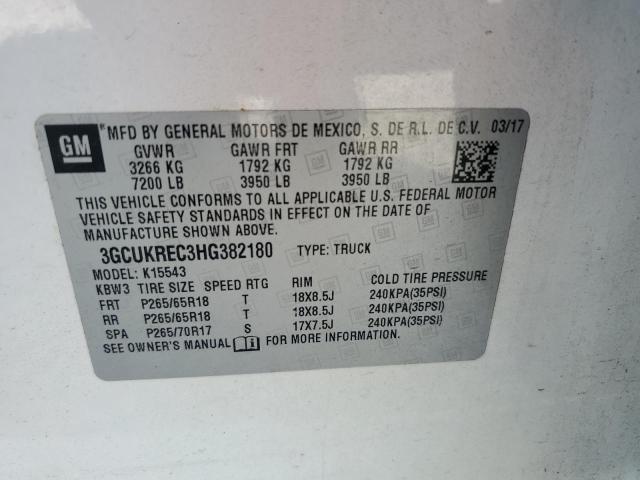 GM
*MFD BY GENERAL MOTORS DE MEXICO, S. DE R.L. DE C.V. 03/17
GVWR GAWR FRT GAWR RR
3266 KG 1792 KG 1792 KG
7200 LB 3950 LB 3950 LB
THIS VEHICLE CONFORMS TO ALL APPLICABLE U.S. FEDERAL MOTOR
VEHICLE SAFETY STANDARDS IN EFFECT ON THE DATE OF
MANUFACTURE SHOWN ABOVE.
3GCUKREC3HG382180 TYPE: TRUCK
MODEL: K15543
KBW3 TIRE SIZE SPEED RTG RIM COLD TIRE PRESSURE
FRT P265/65R18 T 18X8.5J 240KPA(35PSI)
RR P265/65R18 T 18X8.5J 240KPA(35PSI)
SPA P265/70R17 S 17X7.5J 240KPA(35PSI)
SEE OWNER'S MANUAL FOR MORE INFORMATION.